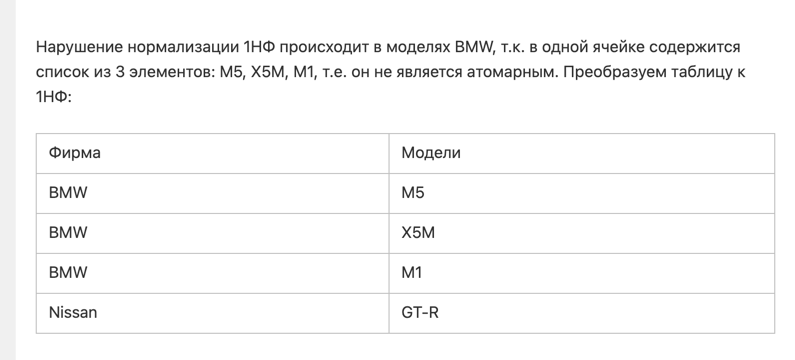 Нарушение нормализации 1НФ происходит в моделях BMW, т.к. в одной ячейке содержится
список из 3 элементов: M5, X5M, M1, т.е. он не является атомарным. Преобразуем таблицу к
1НФ:
Фирма Модели
BMW M5
BMW X5M
BMW M1
Nissan GT-R